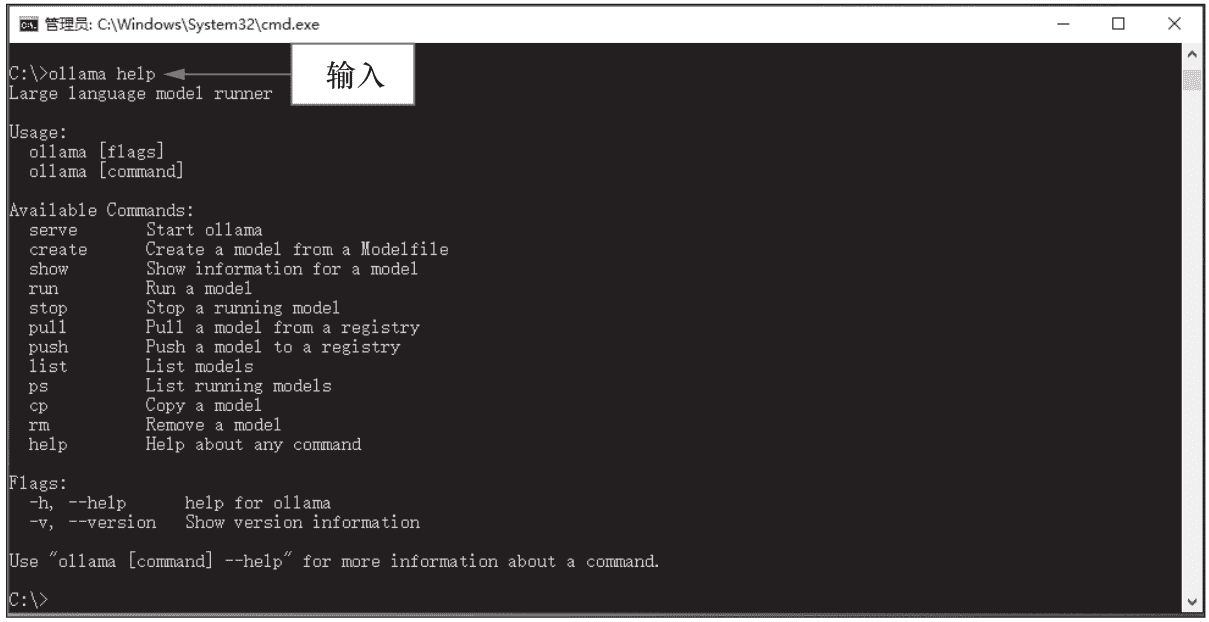 管理员: C:\Windows\System32\cmd.exe
C:\>ollama help
输入
Large language model runner
Usage:
ollama [flags]
ollama [command]
Available Commands:
serve Start ollama
create Create a model from a Modelfile
show Show information for a model
run Run a model
stop Stop a running model
pull Pull a model from a registry
push Push a model to a registry
list List models
ps List running models
cp Copy a model
rm Remove a model
help Help about any command
Flags:
-h, --help help for ollama
-v, --version Show version information
Use "ollama [command] --help" for more information about a command.
C:\>